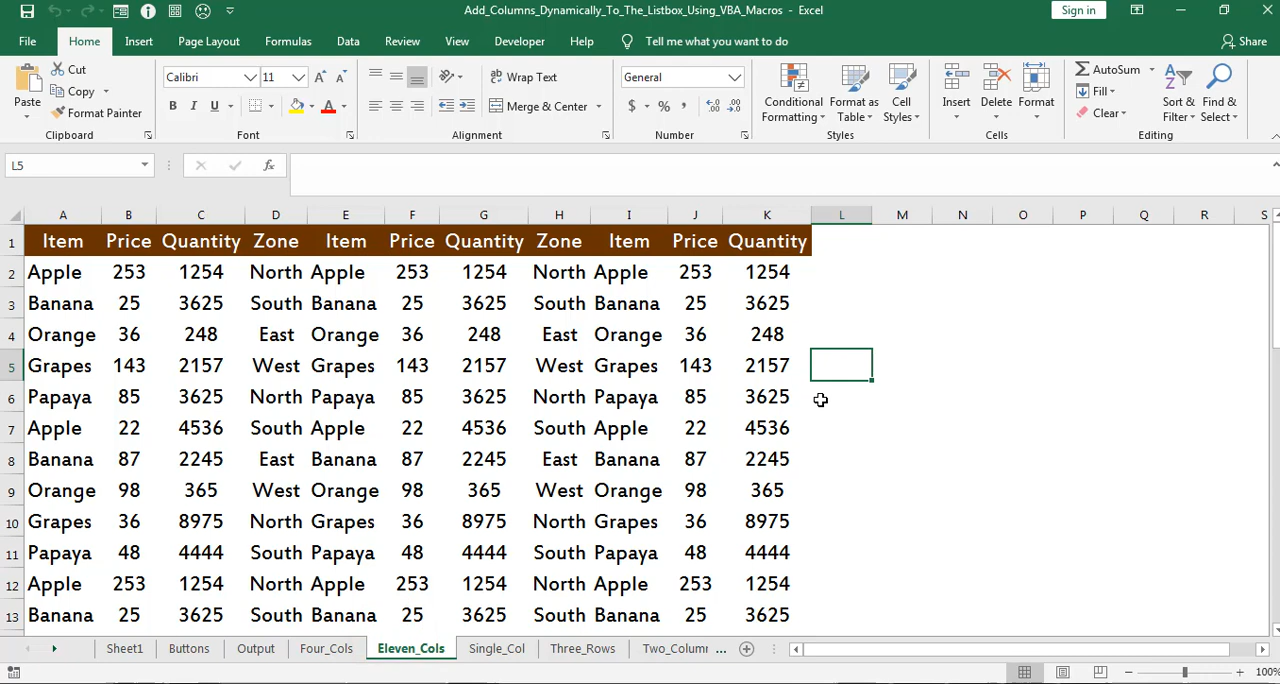 Add_Columns_Dynamically_To_The_Listbox_Using_VBA_Macros - Excel
Sign in
File Home Insert Page Layout Formulas Data Review View Developer Help Tell me what you want to do Share
Cut
Copy
Format Painter
Paste
Clipboard
Calibri 11
B I U
Font
Wrap Text
Merge & Center
Alignment
General
$ % ,
Number
Conditional Formatting
Format as Table
Cell Styles
Styles
Insert Delete Format
Cells
AutoSum
Fill
Clear
Sort & Filter
Find & Select
Editing
L5
fx
A B C D E F G H I J K L M N O P Q R S
1 Item Price Quantity Zone Item Price Quantity Zone Item Price Quantity
2 Apple 253 1254 North Apple 253 1254 North Apple 253 1254
3 Banana 25 3625 South Banana 25 3625 South Banana 25 3625
4 Orange 36 248 East Orange 36 248 East Orange 36 248
5 Grapes 143 2157 West Grapes 143 2157 West Grapes 143 2157
6 Papaya 85 3625 North Papaya 85 3625 North Papaya 85 3625
7 Apple 22 4536 South Apple 22 4536 South Apple 22 4536
8 Banana 87 2245 East Banana 87 2245 East Banana 87 2245
9 Orange 98 365 West Orange 98 365 West Orange 98 365
10 Grapes 36 8975 North Grapes 36 8975 North Grapes 36 8975
11 Papaya 48 4444 South Papaya 48 4444 South Papaya 48 4444
12 Apple 253 1254 North Apple 253 1254 North Apple 253 1254
13 Banana 25 3625 South Banana 25 3625 South Banana 25 3625
Sheet1 Buttons Output Four_Cols Eleven_Cols Single_Col Three_Rows Two_Column ...
100%